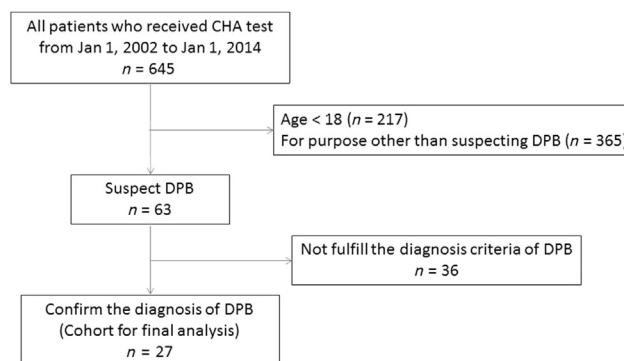 All patients who received CHA test
from Jan 1, 2002 to Jan 1, 2014
n = 645
Age < 18 (n = 217)
For purpose other than suspecting DPB (n = 365)
Suspect DPB
n = 63
Not fulfill the diagnosis criteria of DPB
n = 36
Confirm the diagnosis of DPB
(Cohort for final analysis)
n = 27